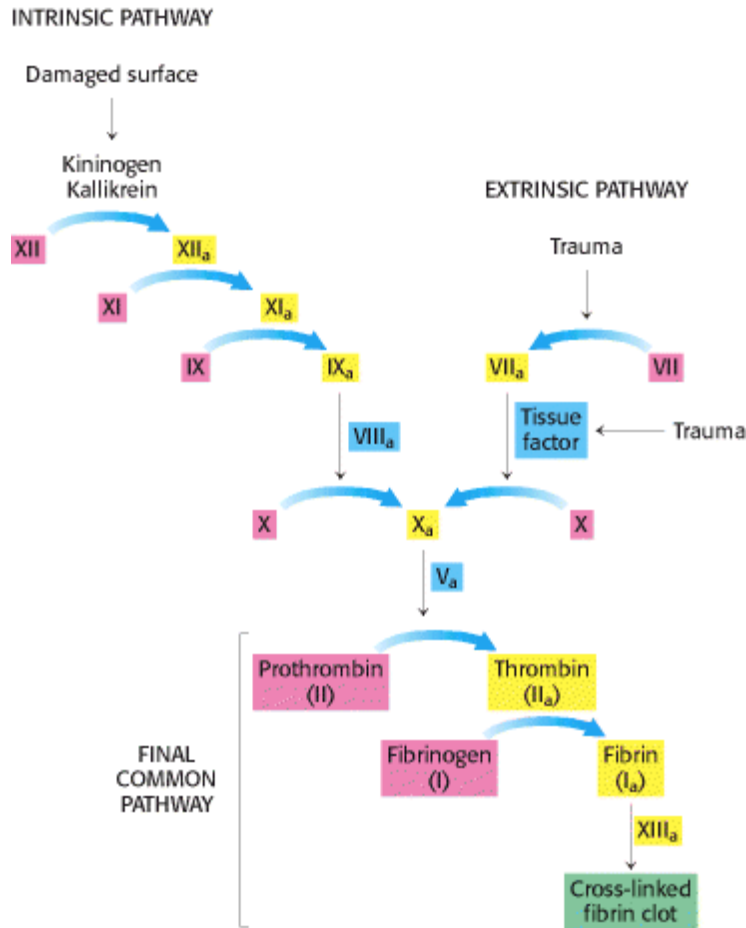 INTRINSIC PATHWAY
Damaged surface
Kininogen
Kallikrein
EXTRINSIC PATHWAY
Trauma
XII
XIIa
XI
XIa
IX
IXa
VIIa
VII
VIIIa
Tissue
factor
Trauma
X
Xa
X
Va
Prothrombin
(II)
Thrombin
(IIa)
FINAL
COMMON
PATHWAY
Fibrinogen
(I)
Fibrin
(Ia)
XIIIa
Cross-linked
fibrin clot